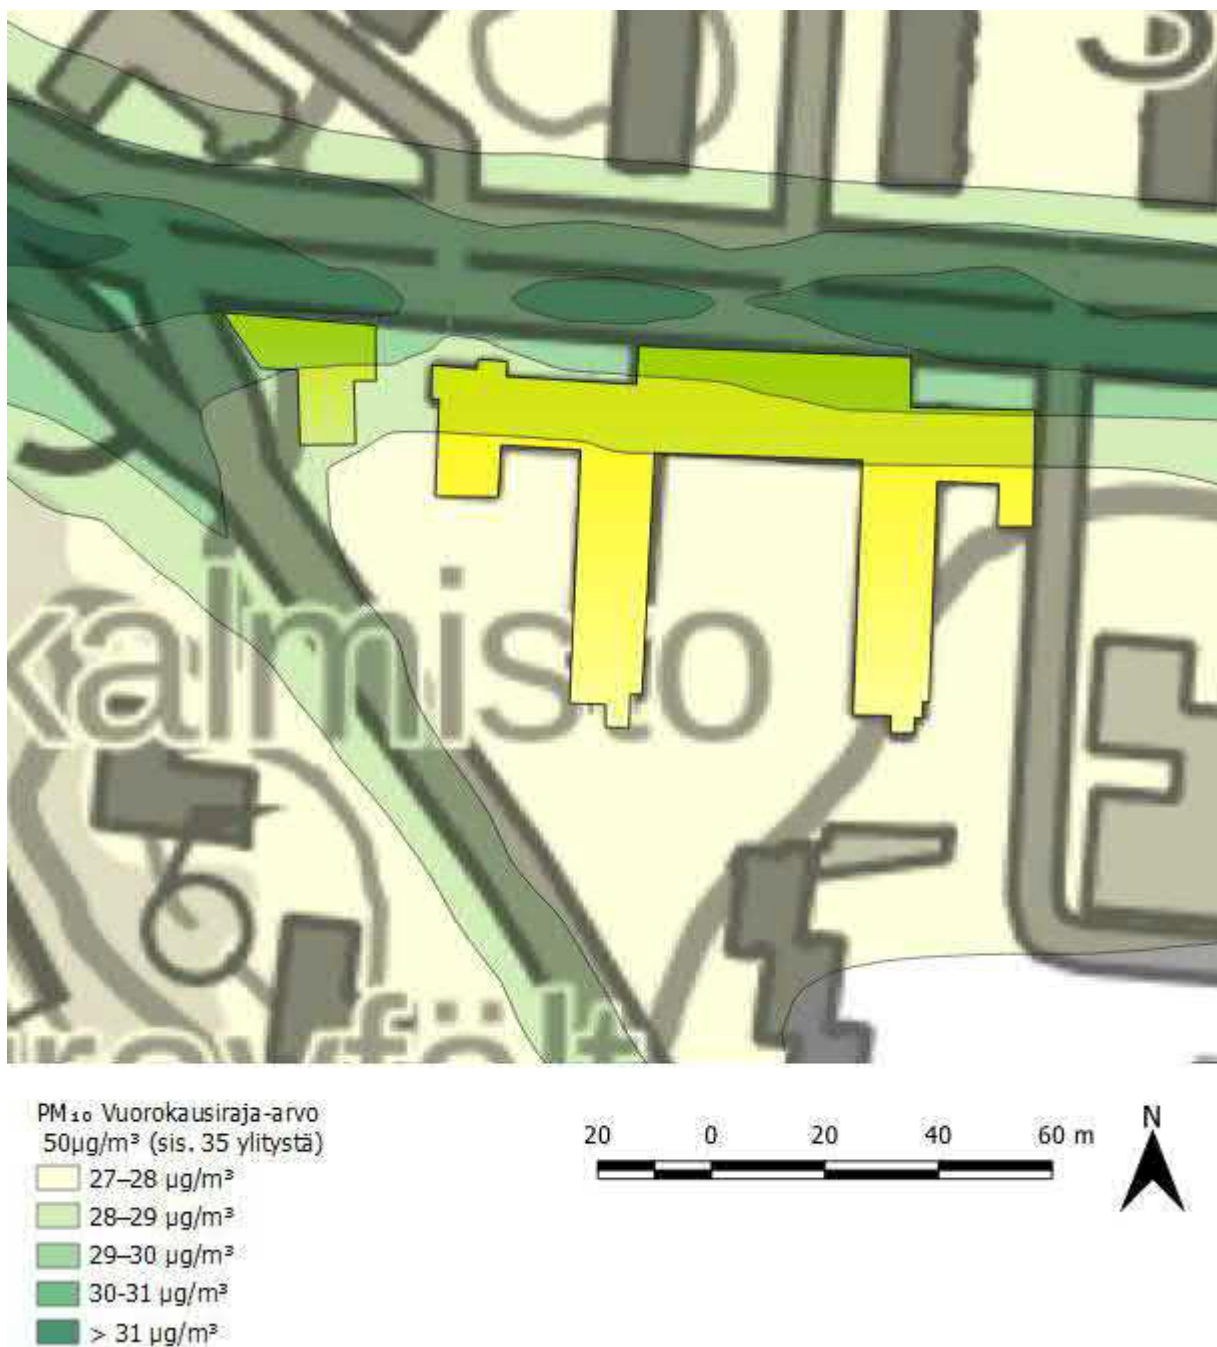 kalmisto
PM₁₀ Vuorokausiraja-arvo
50µg/m³ (sis. 35 ylitystä)
27–28 µg/m³
28–29 µg/m³
29–30 µg/m³
30-31 µg/m³
> 31 µg/m³
20 0 20 40 60 m
N